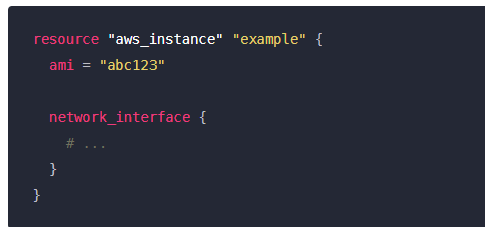 resource "aws_instance" "example" {
  ami = "abc123"

  network_interface {
    # ...
  }
}